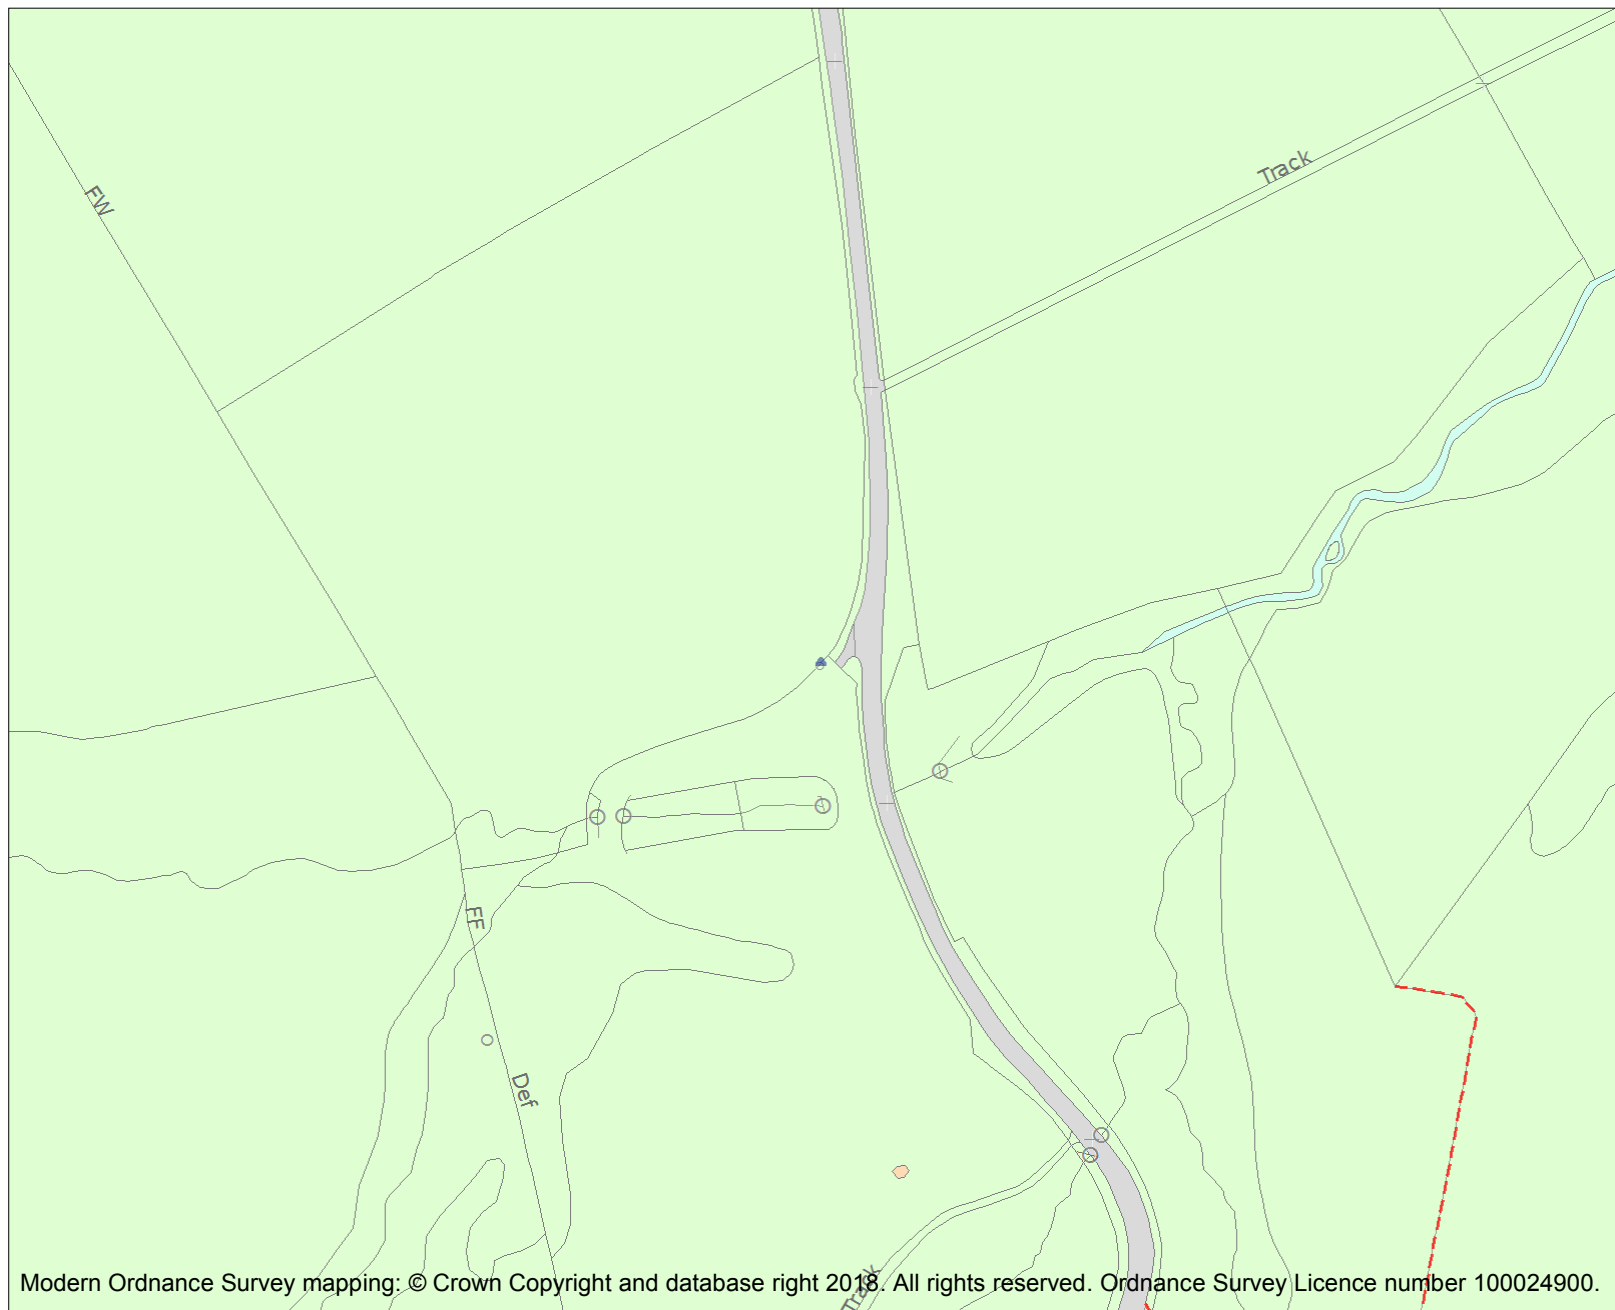 Track
FW
FF
Def
Track
Modern Ordnance Survey mapping: © Crown Copyright and database right 2018. All rights reserved. Ordnance Survey Licence number 100024900.